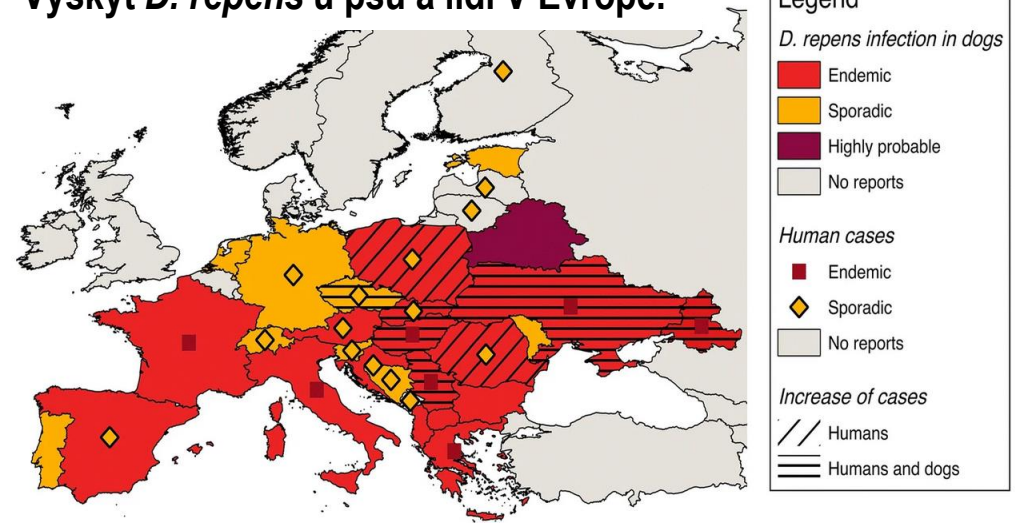 Výskyt D. repens u psů a lidí v Evropě.
Legend
D. repens infection in dogs
Endemic
Sporadic
Highly probable
No reports
Human cases
Endemic
Sporadic
No reports
Increase of cases
Humans
Humans and dogs